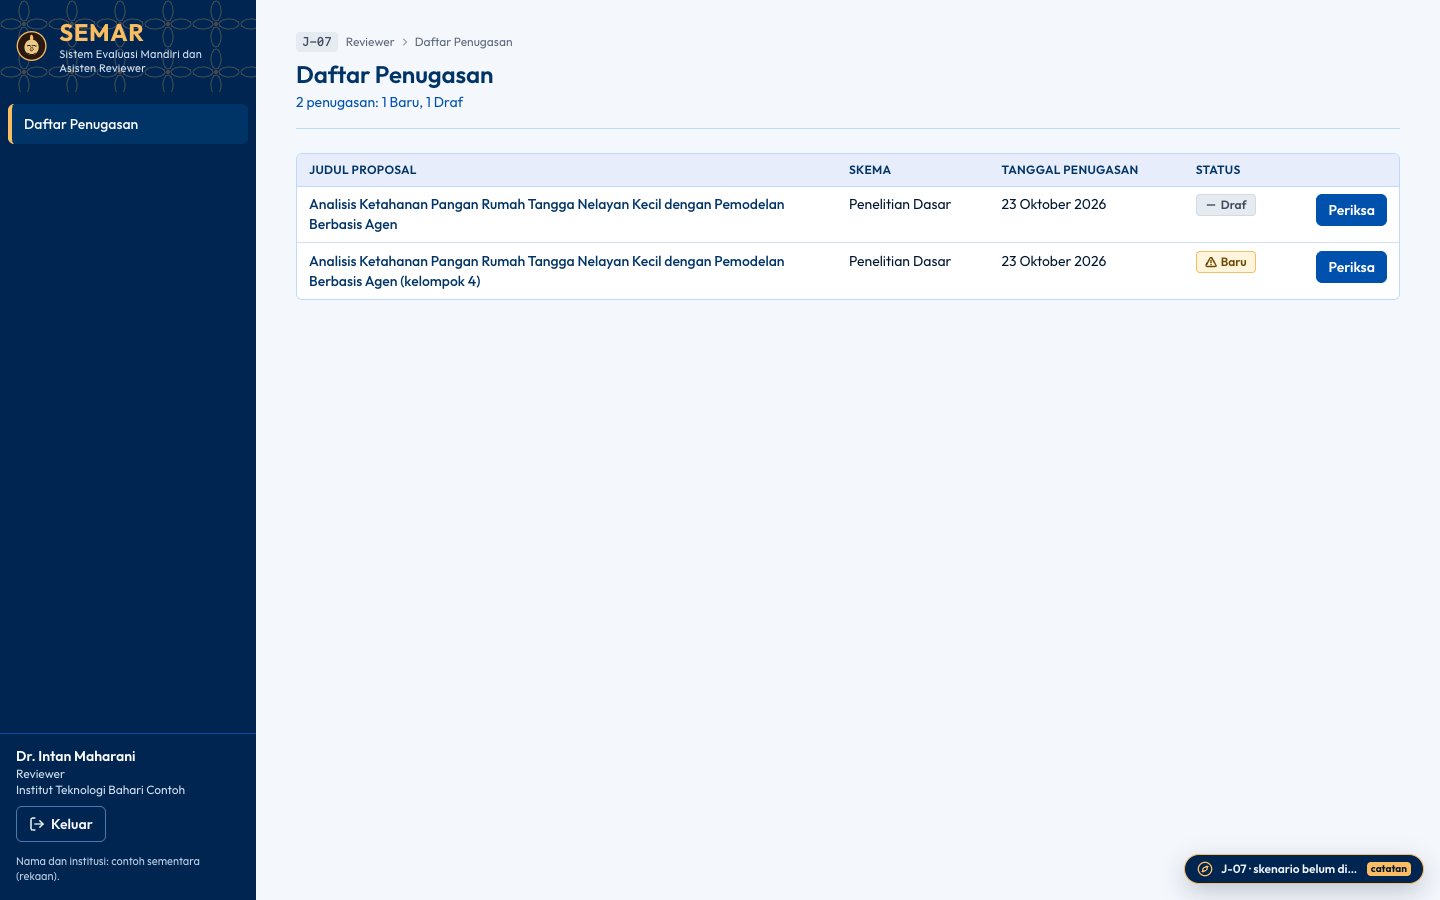 SEMAR
Sistem Evaluasi Mandiri dan
Asisten Reviewer
Daftar Penugasan
J-07 Reviewer > Daftar Penugasan
Daftar Penugasan
2 penugasan: 1 Baru, 1 Draf
JUDUL PROPOSAL SKEMA TANGGAL PENUGASAN STATUS
Analisis Ketahanan Pangan Rumah Tangga Nelayan Kecil dengan Pemodelan
Berbasis Agen
Penelitian Dasar 23 Oktober 2026 Draf Periksa
Analisis Ketahanan Pangan Rumah Tangga Nelayan Kecil dengan Pemodelan
Berbasis Agen (kelompok 4)
Penelitian Dasar 23 Oktober 2026 Baru Periksa
Dr. Intan Maharani
Reviewer
Institut Teknologi Bahari Contoh
Keluar
Nama dan institusi: contoh sementara
(rekaan).
J-07 · skenario belum di... catatan